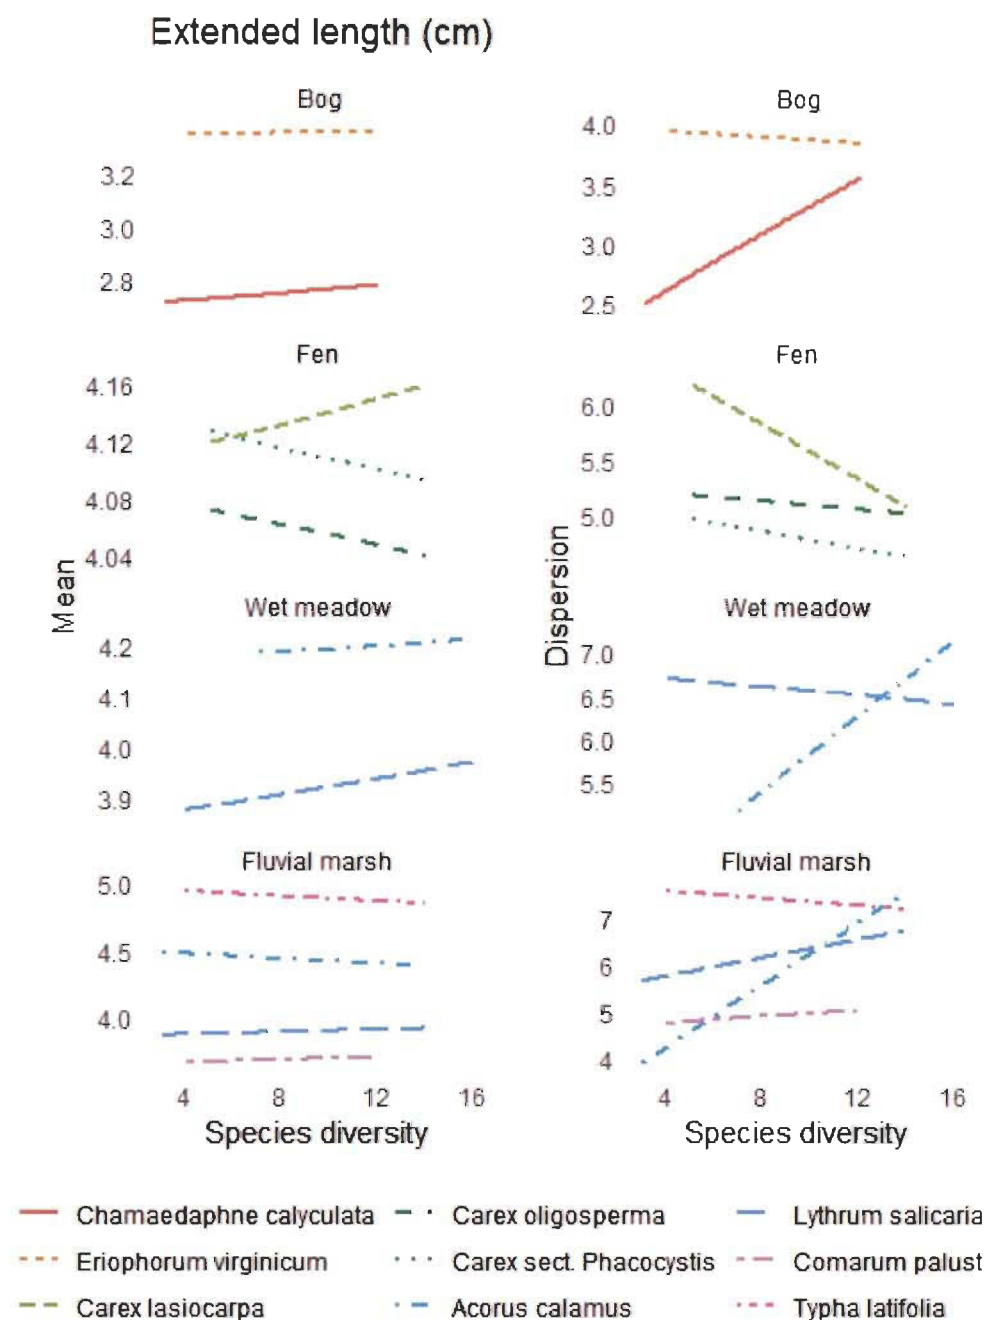 Extended length (cm)
Bog
Bog
3.2
3.0
2.8
4.0
3.5
3.0
2.5
Fen
Fen
4.16
4.12
4.08
4.04
6.0
5.5
5.0
Mean
Dispersion
Wet meadow
Wet meadow
4.2
4.1
4.0
3.9
7.0
6.5
6.0
5.5
Fluvial marsh
Fluvial marsh
5.0
4.5
4.0
7
6
5
4
4 8 12 16
4 8 12 16
Species diversity
Species diversity
Chamaedaphne calyculata
Carex oligosperma
Lythrum salicaria
Eriophorum virginicum
Carex sect. Phacocystis
Comarum palust
Carex lasiocarpa
Acorus calamus
Typha latifolia